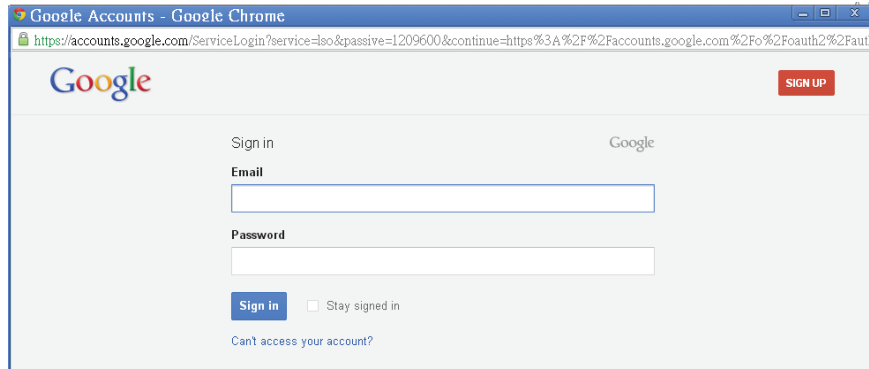 Google Accounts - Google Chrome
https://accounts.google.com/ServiceLogin?service=lso&passive=1209600&continue=https%3A%2F%2Faccounts.google.com%2Fo%2Foauth2%2Faut
Google
SIGN UP
Sign in
Google
Email
Password
Sign in
Stay signed in
Can't access your account?